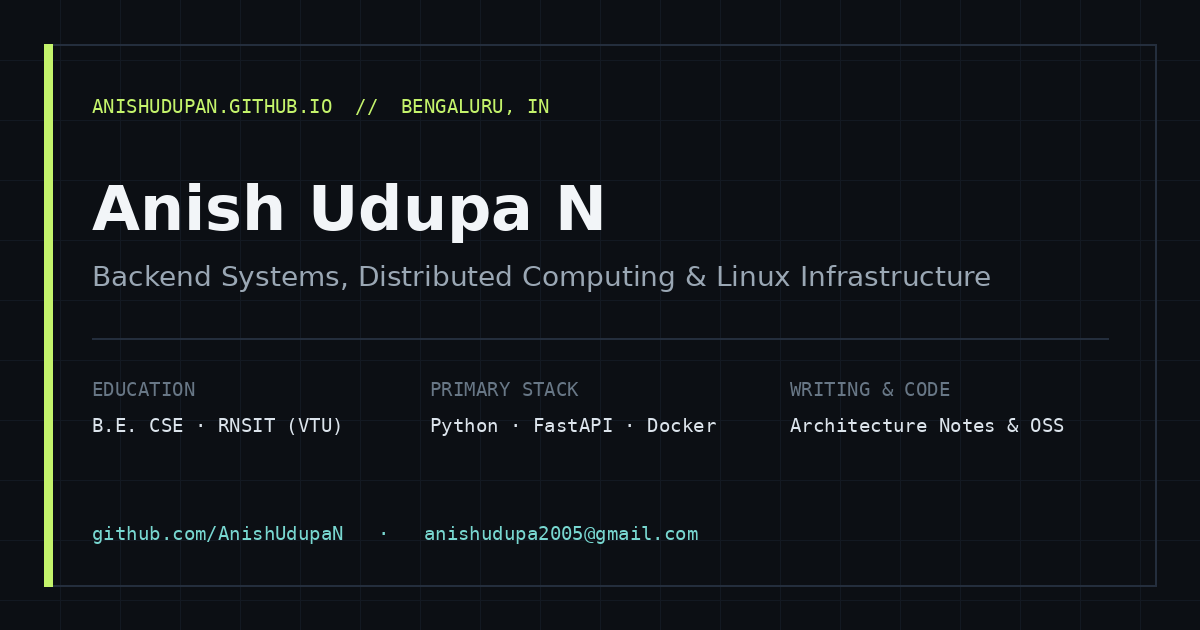 ANISHUDUPAN.GITHUB.IO // BENGALURU, IN
Anish Udupa N
Backend Systems, Distributed Computing & Linux Infrastructure
EDUCATION
B.E. CSE · RNSIT (VTU)
PRIMARY STACK
Python · FastAPI · Docker
WRITING & CODE
Architecture Notes & OSS
github.com/AnishUdupaN · anishudupa2005@gmail.com